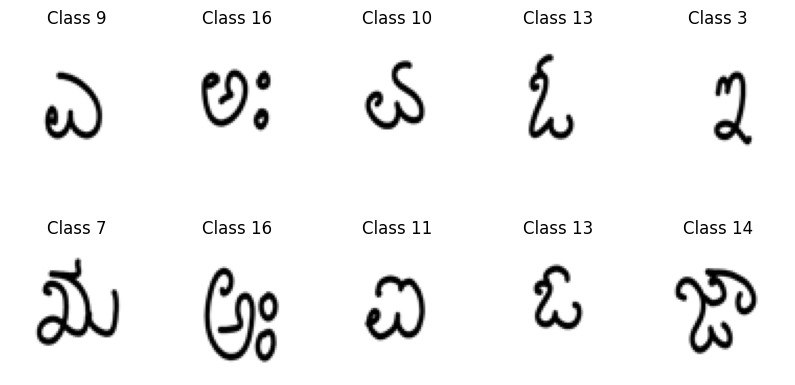 Class 9 Class 16 Class 10 Class 13 Class 3
ಎ ಅಃ ಏ ಓ ಇ
Class 7 Class 16 Class 11 Class 13 Class 14
ಋ ಅಃ ಐ ಓ ಔ